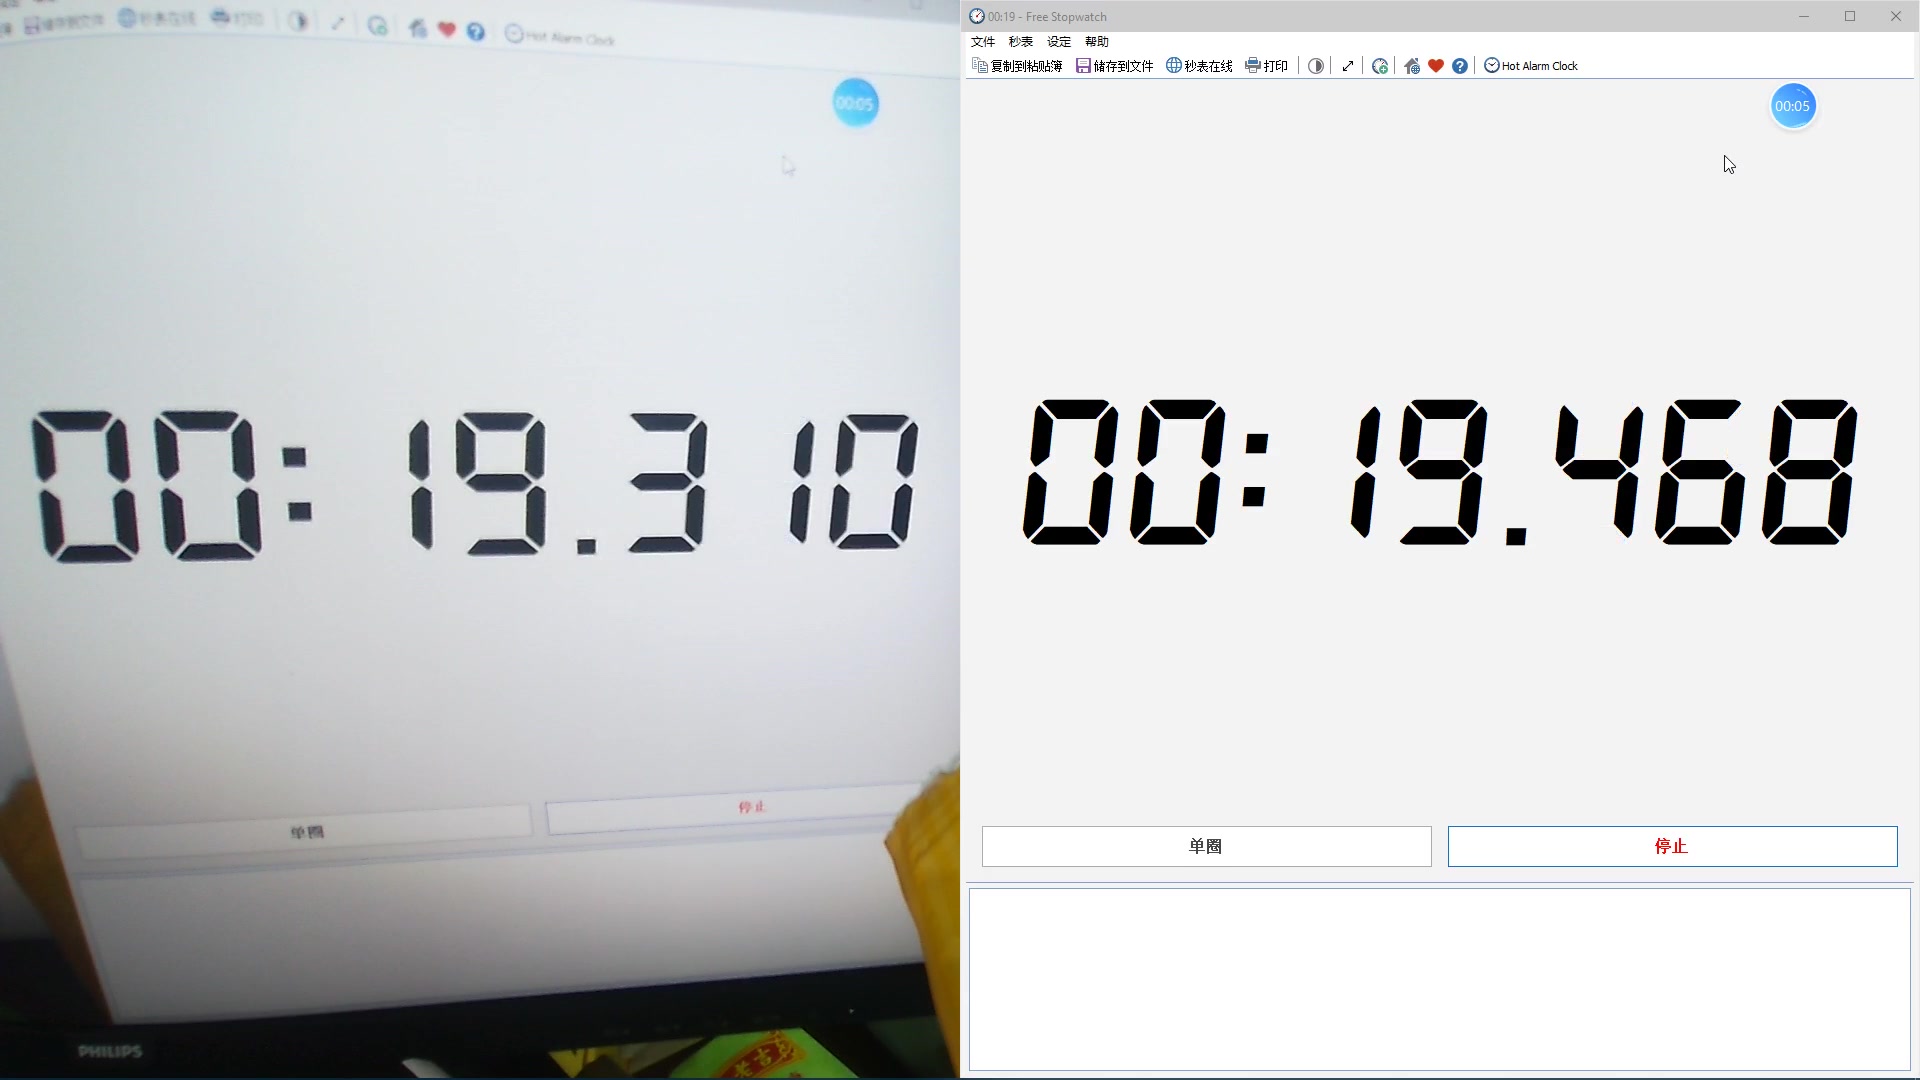 储存到文件 秒表在线 打印 Hot Alarm Clock
00:05
00:19.310
单圈 停止
PHILIPS
00:19 - Free Stopwatch
文件 秒表 设定 帮助
复制到粘贴簿 储存到文件 秒表在线 打印 Hot Alarm Clock
00:05
00:19.468
单圈 停止